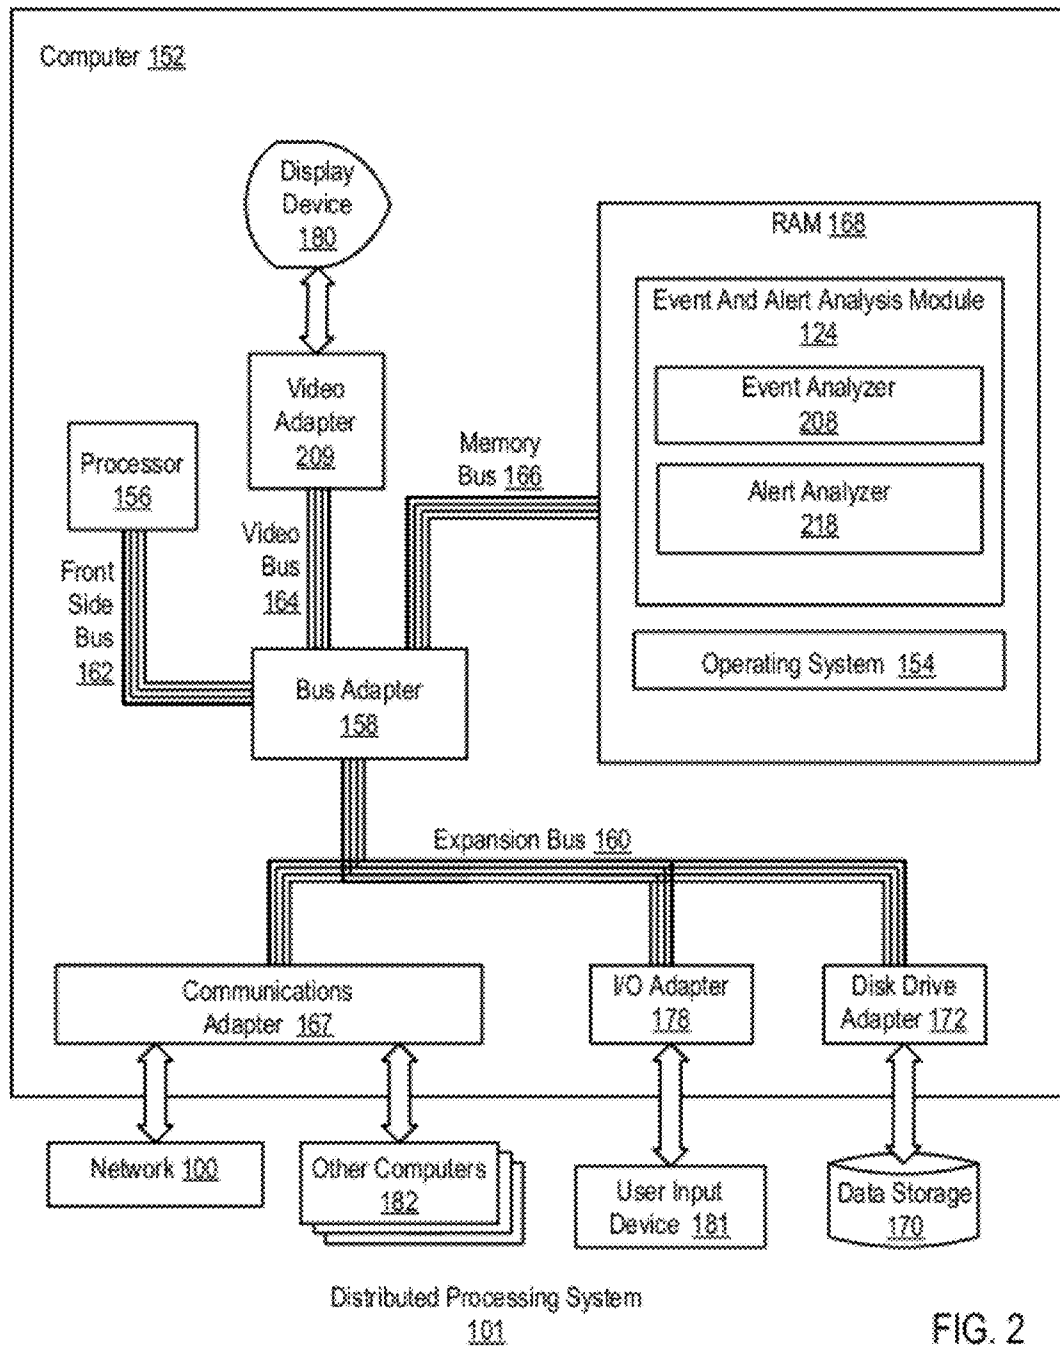 Computer 152
Display
Device
180
RAM 168
Event And Alert Analysis Module
124
Event Analyzer
208
Alert Analyzer
218
Operating System 154
Video
Adapter
209
Processor
156
Memory
Bus 166
Video
Bus
164
Front
Side
Bus
162
Bus Adapter
158
Expansion Bus 160
Communications
Adapter 167
I/O Adapter
178
Disk Drive
Adapter 172
Network 100
Other Computers
182
User Input
Device 181
Data Storage
170
Distributed Processing System
101
FIG. 2